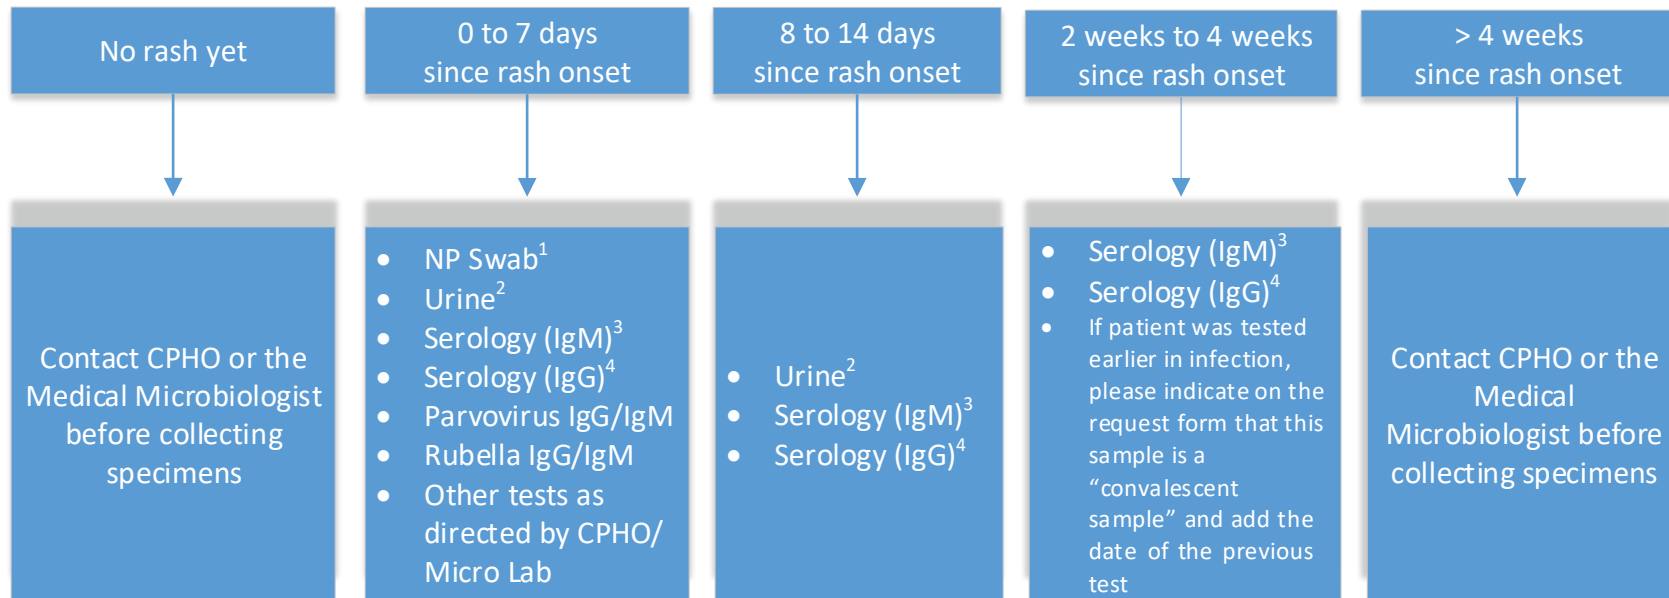 No rash yet
0 to 7 days
since rash onset
8 to 14 days
since rash onset
2 weeks to 4 weeks
since rash onset
> 4 weeks
since rash onset
Contact CPHO or the
Medical Microbiologist
before collecting
specimens
• NP Swab¹
• Urine²
• Serology (IgM)³
• Serology (IgG)⁴
• Parvovirus IgG/IgM
• Rubella IgG/IgM
• Other tests as
directed by CPHO/
Micro Lab
• Urine²
• Serology (IgM)³
• Serology (IgG)⁴
• Serology (IgM)³
• Serology (IgG)⁴
• If patient was tested
earlier in infection,
please indicate on the
request form that this
sample is a
“convalescent
sample” and add the
date of the previous
test
Contact CPHO or the
Medical
Microbiologist before
collecting specimens